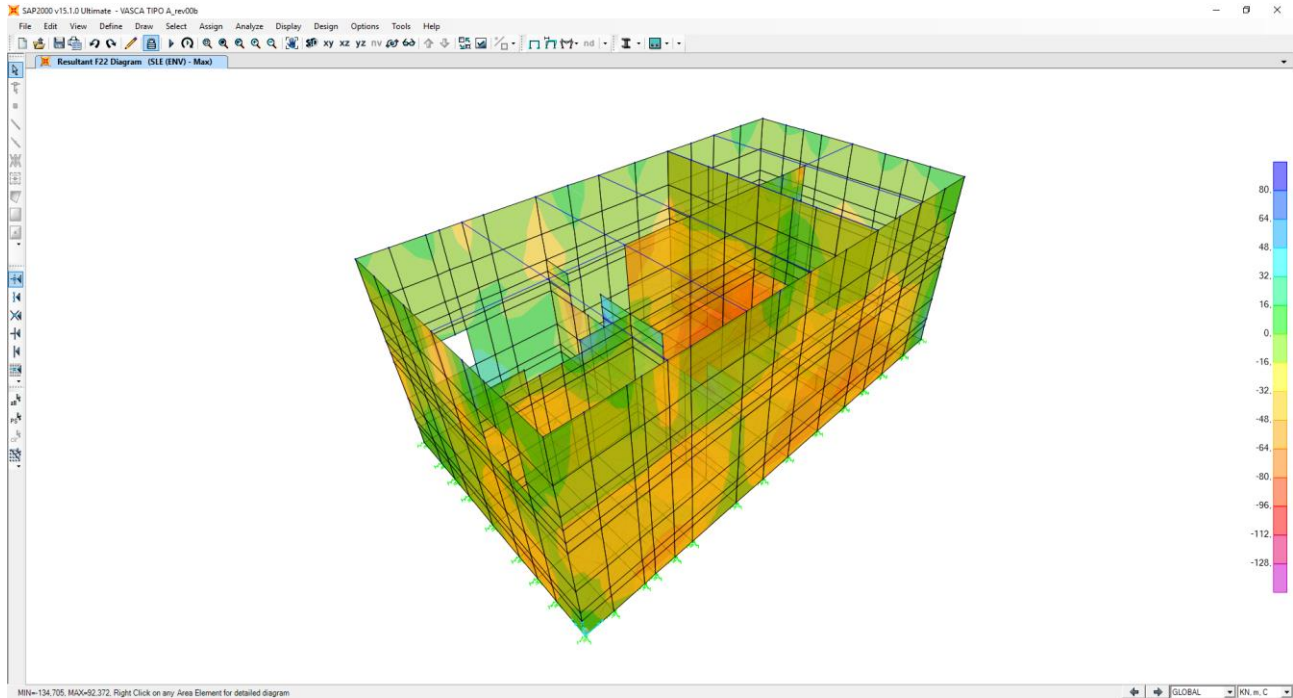 SAP2000 v15.1.0 Ultimate - VASCA TIPO A_rev00b
File Edit View Define Draw Select Assign Analyze Display Design Options Tools Help
xy xz yz nv nd
Resultant F22 Diagram (SLE (ENV) - Max)
80.
64.
48.
32.
16.
0.
-16.
-32.
-48.
-64.
-80.
-96.
-112.
-128.
MIN=-134.705, MAX=92.372, Right Click on any Area Element for detailed diagram
GLOBAL
KN, m, C